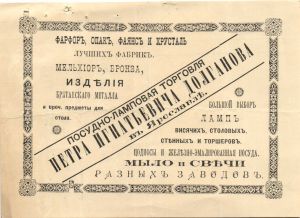 ФАРФОРЪ, ОПАКЪ, ФАЯНСЪ И ХРУСТАЛЬ
ЛУЧШИХЪ ФАБРИКЪ.
МЕЛЬХІОРЪ, БРОНЗА,
ИЗДѢЛІЯ
БРИТАНСКАГО МЕТАЛЛА
и проч. предметы для
стола.
ПОСУДНО-ЛАМПОВАЯ ТОРГОВЛЯ
ПЕТРА ИГНАТЬЕВИЧА ДОЛГАНОВА
въ Ярославлѣ.
БОЛЬШОЙ ВЫБОРЪ
ЛАМПЪ
ВИСЯЧИХЪ, СТОЛОВЫХЪ,
СТѢННЫХЪ И ТОРШЕРОВЪ.
ПОДНОСЫ И ЖЕЛѢЗНО-ЭМАЛИРОВАННАЯ ПОСУДА.
МЫЛО И СВѢЧИ
РАЗНЫХЪ ЗАВОДОВЪ.